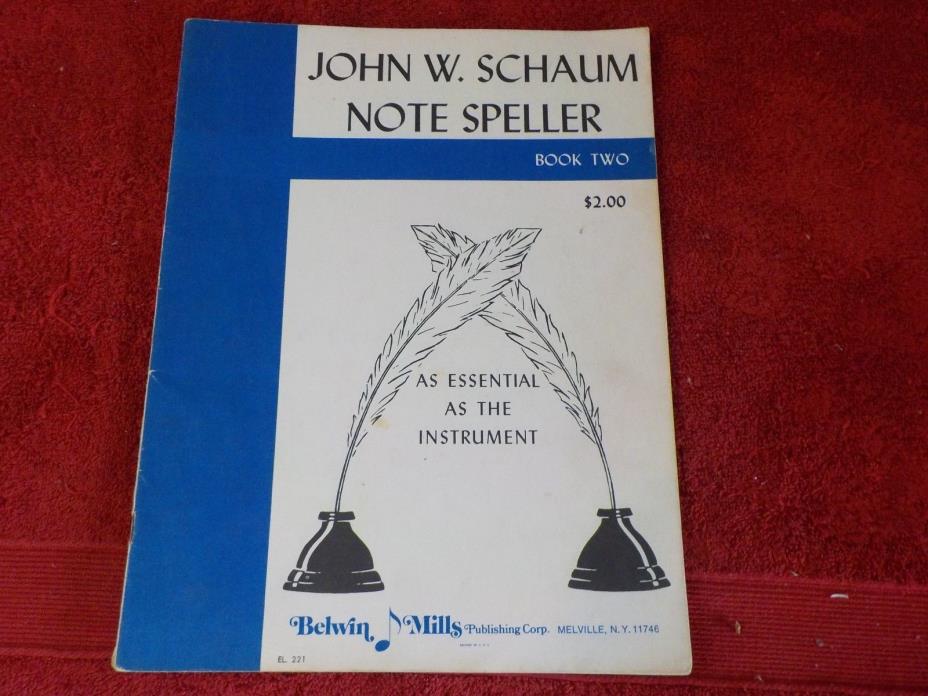 JOHN W. SCHAUM
NOTE SPELLER
BOOK TWO
$2.00
AS ESSENTIAL
AS THE
INSTRUMENT
Belwin Mills Publishing Corp. MELVILLE, N.Y. 11746
EL. 221